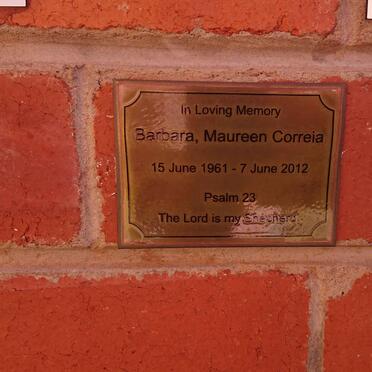 In Loving Memory
Barbara, Maureen Correia
15 June 1961 - 7 June 2012
Psalm 23
The Lord is my Shepherd